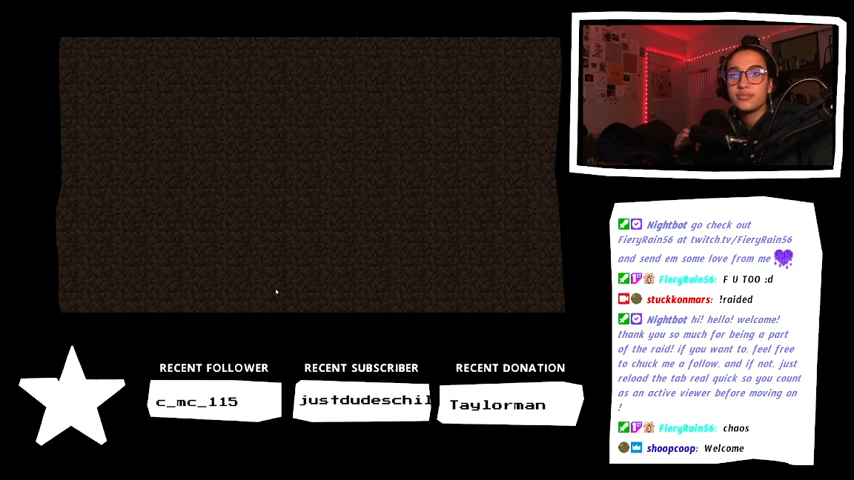 Nightbot go check out
FieryRain56 at twitch.tv/FieryRain56
and send em some love from me
FieryRain56: F U TOO :d
stuckkonmars: !raided
Nightbot hi! hello! welcome!
thank you so much for being a part
of the raid! if you want to, feel free
to chuck me a follow, and if not, just
reload the tab real quick so you count
as an active viewer before moving on
!
FieryRain56: chaos
shoopcoop: Welcome
RECENT FOLLOWER
c_mc_115
RECENT SUBSCRIBER
justdudeschil
RECENT DONATION
Taylorman